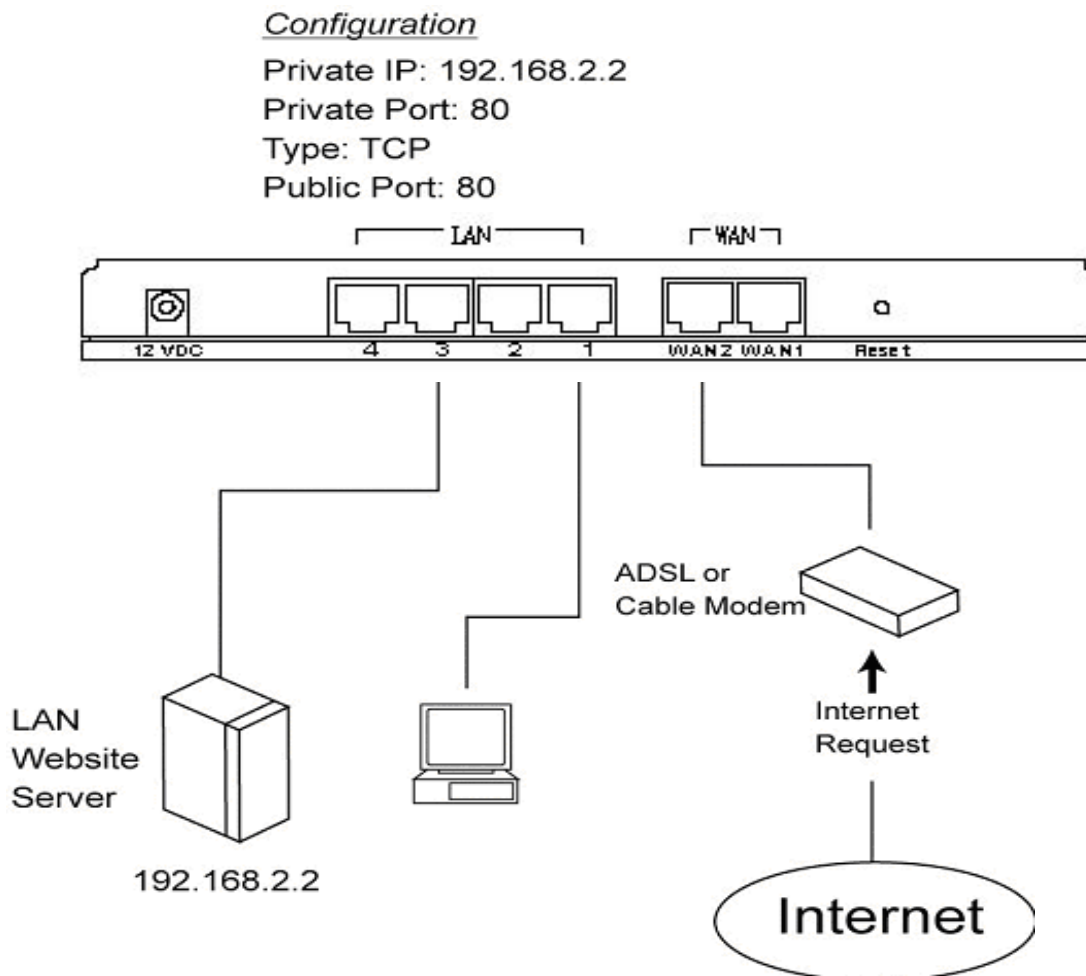 Configuration
Private IP: 192.168.2.2
Private Port: 80
Type: TCP
Public Port: 80
LAN
WAN
12 VDC
4 3 2 1
WAN2 WAN1
Reset
ADSL or
Cable Modem
LAN
Website
Server
192.168.2.2
Internet
Request
Internet